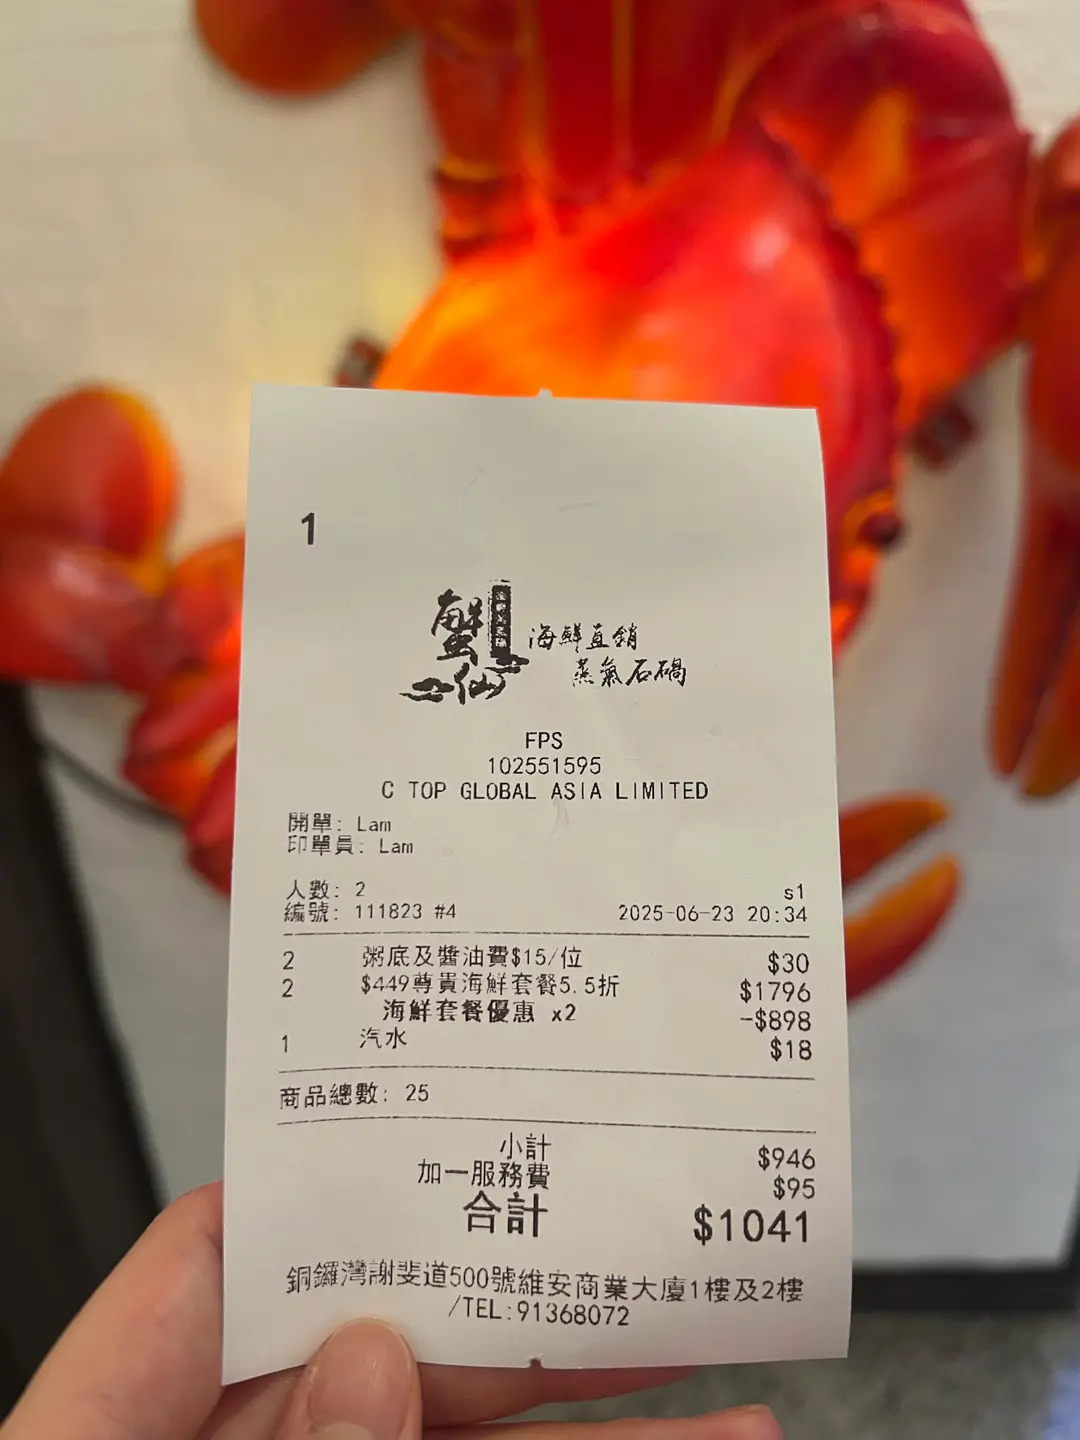 1
蟹仙
海鮮直銷
蒸氣石鍋
FPS
102551595
C TOP GLOBAL ASIA LIMITED
開單: Lam
印單員: Lam
人數: 2 s1
編號: 111823 #4 2025-06-23 20:34
2 粥底及醬油費$15/位 $30
2 $449尊貴海鮮套餐5.5折 $1796
海鮮套餐優惠 x2 -$898
1 汽水 $18
商品總數: 25
小計 $946
加一服務費 $95
合計 $1041
銅鑼灣謝斐道500號維安商業大廈1樓及2樓
/TEL:91368072